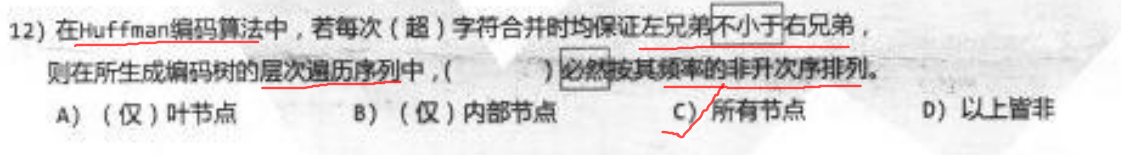 12) 在Huffman编码算法中，若每次（超）字符合并时均保证左兄弟不小于右兄弟，
则在所生成编码树的层次遍历序列中，(　　　)必然按其频率的非升次序排列。
A) （仅）叶节点　B) （仅）内部节点　C) 所有节点　D) 以上皆非